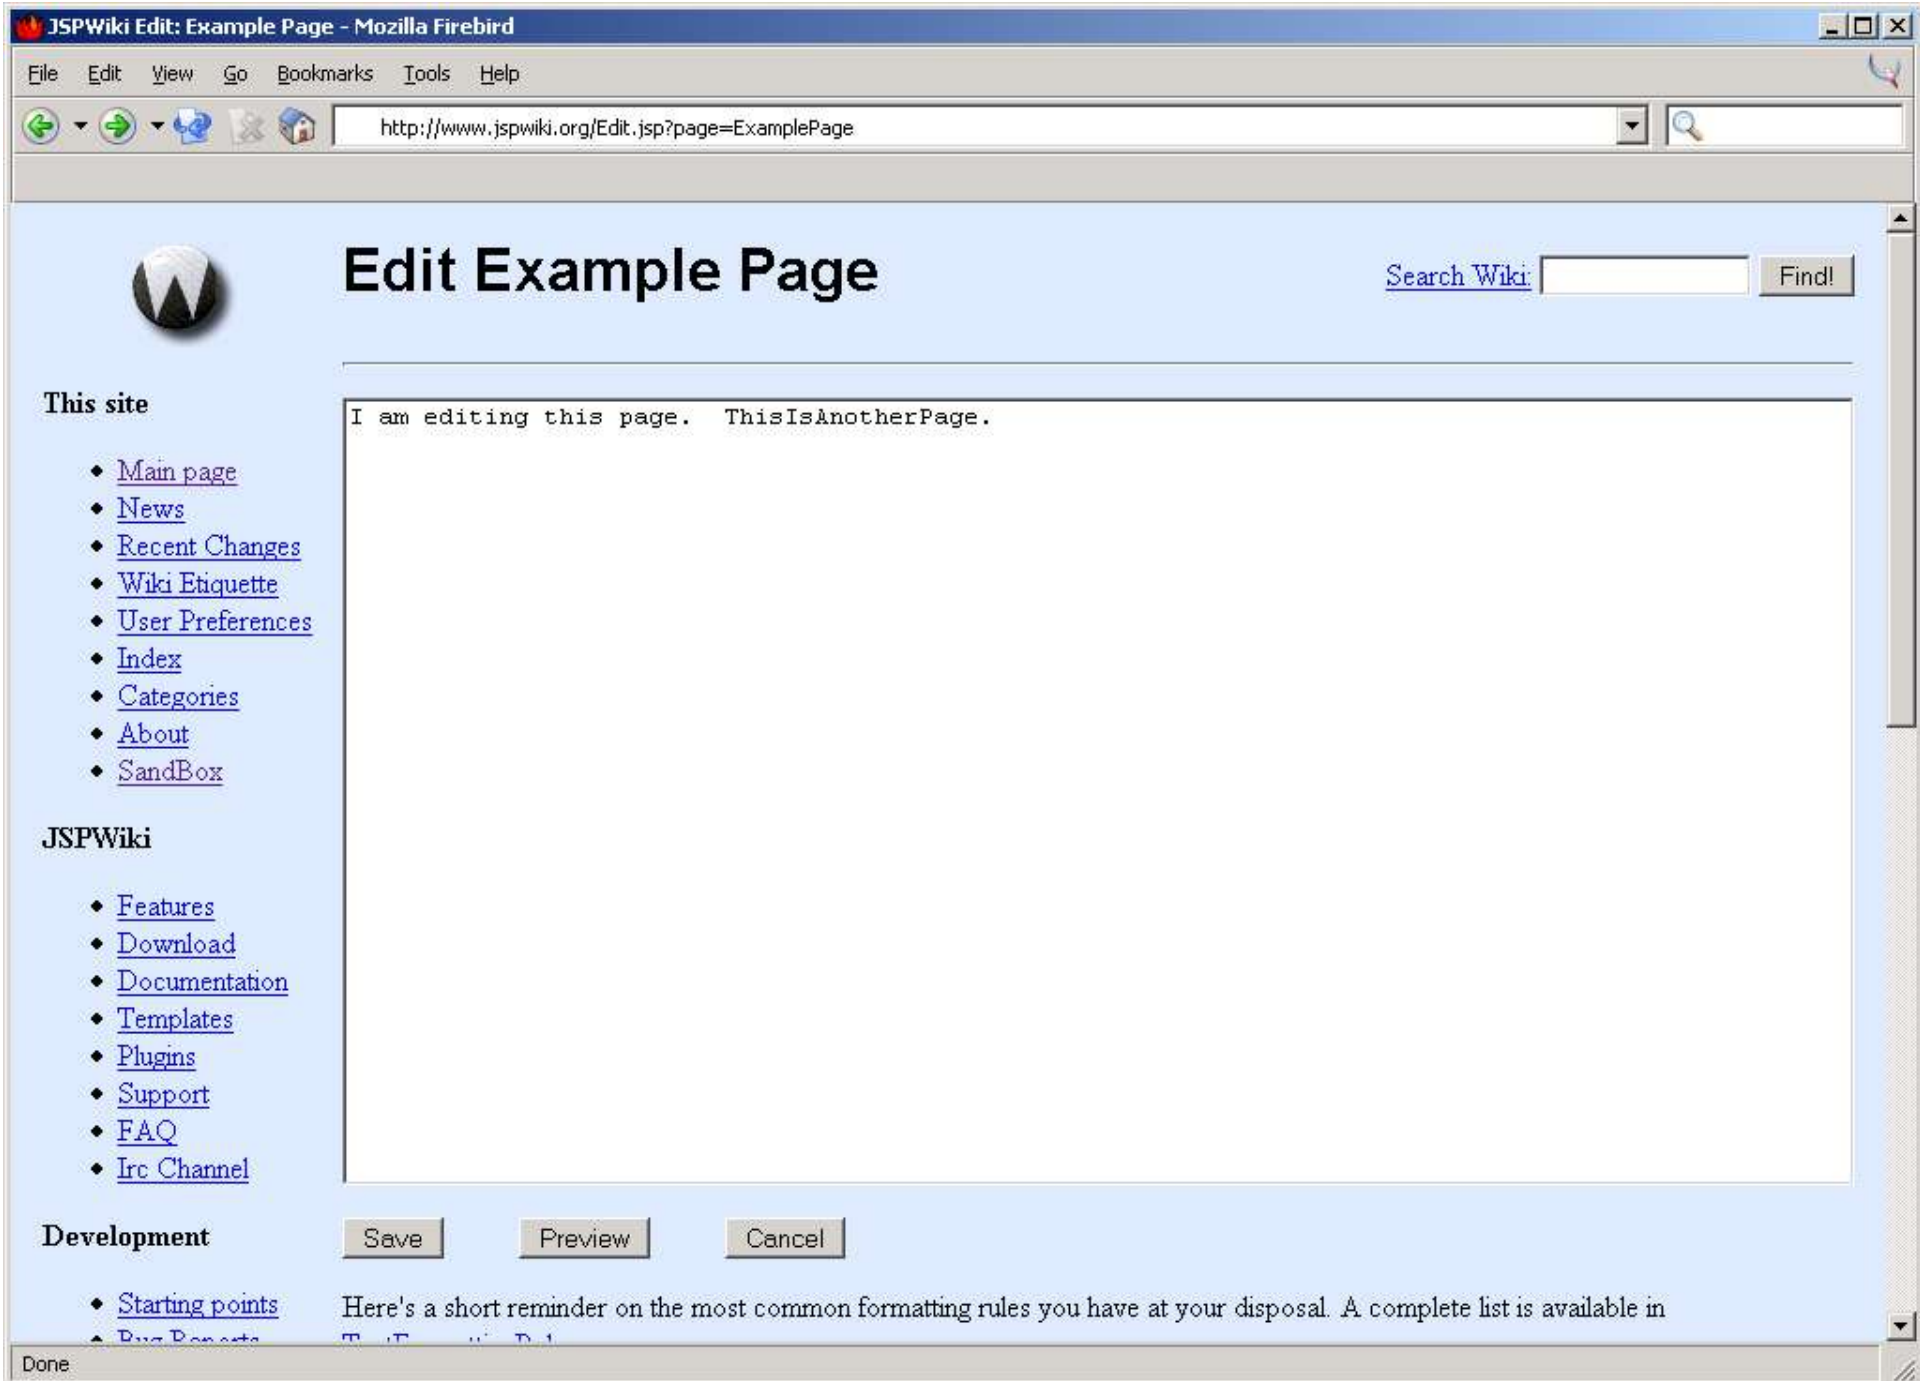 JSPWiki Edit: Example Page - Mozilla Firebird
File Edit View Go Bookmarks Tools Help
http://www.jspwiki.org/Edit.jsp?page=ExamplePage
W
Edit Example Page
Search Wiki: Find!
This site
I am editing this page.  ThisIsAnotherPage.
Main page
News
Recent Changes
Wiki Etiquette
User Preferences
Index
Categories
About
SandBox
JSPWiki
Features
Download
Documentation
Templates
Plugins
Support
FAQ
Irc Channel
Development
Save Preview Cancel
Starting points
Here's a short reminder on the most common formatting rules you have at your disposal. A complete list is available in
Bug Reports
Done